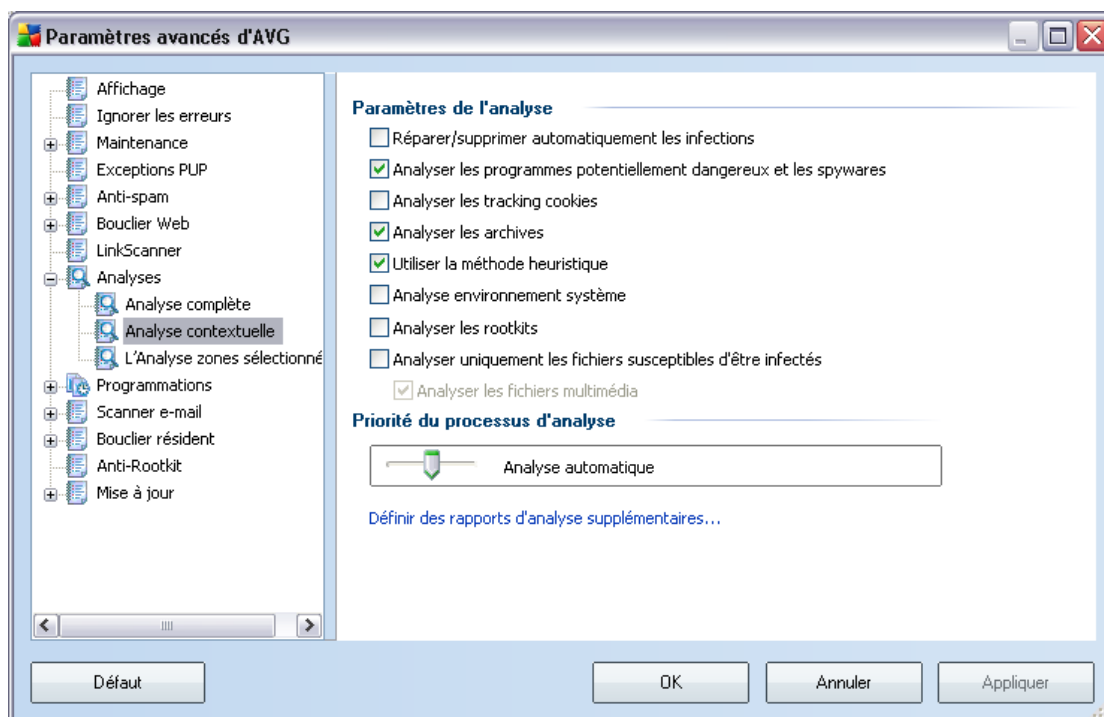 Paramètres avancés d'AVG
Affichage
Ignorer les erreurs
Maintenance
Exceptions PUP
Anti-spam
Bouclier Web
LinkScanner
Analyses
Analyse complète
Analyse contextuelle
L'Analyse zones sélectionné
Programmations
Scanner e-mail
Bouclier résident
Anti-Rootkit
Mise à jour
Paramètres de l'analyse
Réparer/supprimer automatiquement les infections
Analyser les programmes potentiellement dangereux et les spywares
Analyser les tracking cookies
Analyser les archives
Utiliser la méthode heuristique
Analyse environnement système
Analyser les rootkits
Analyser uniquement les fichiers susceptibles d'être infectés
Analyser les fichiers multimédia
Priorité du processus d'analyse
Analyse automatique
Définir des rapports d'analyse supplémentaires...
Défaut
OK
Annuler
Appliquer